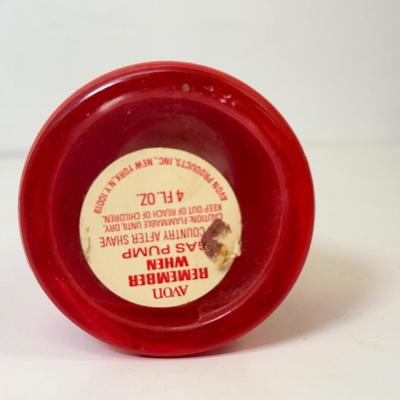 AVON
REMEMBER
WHEN
GAS PUMP
COUNTRY AFTER SHAVE
CAUTION-FLAMMABLE UNTIL DRY.
KEEP OUT OF REACH OF CHILDREN.
4 FL. OZ.
AVON PRODUCTS, INC., NEW YORK, N.Y. 10019